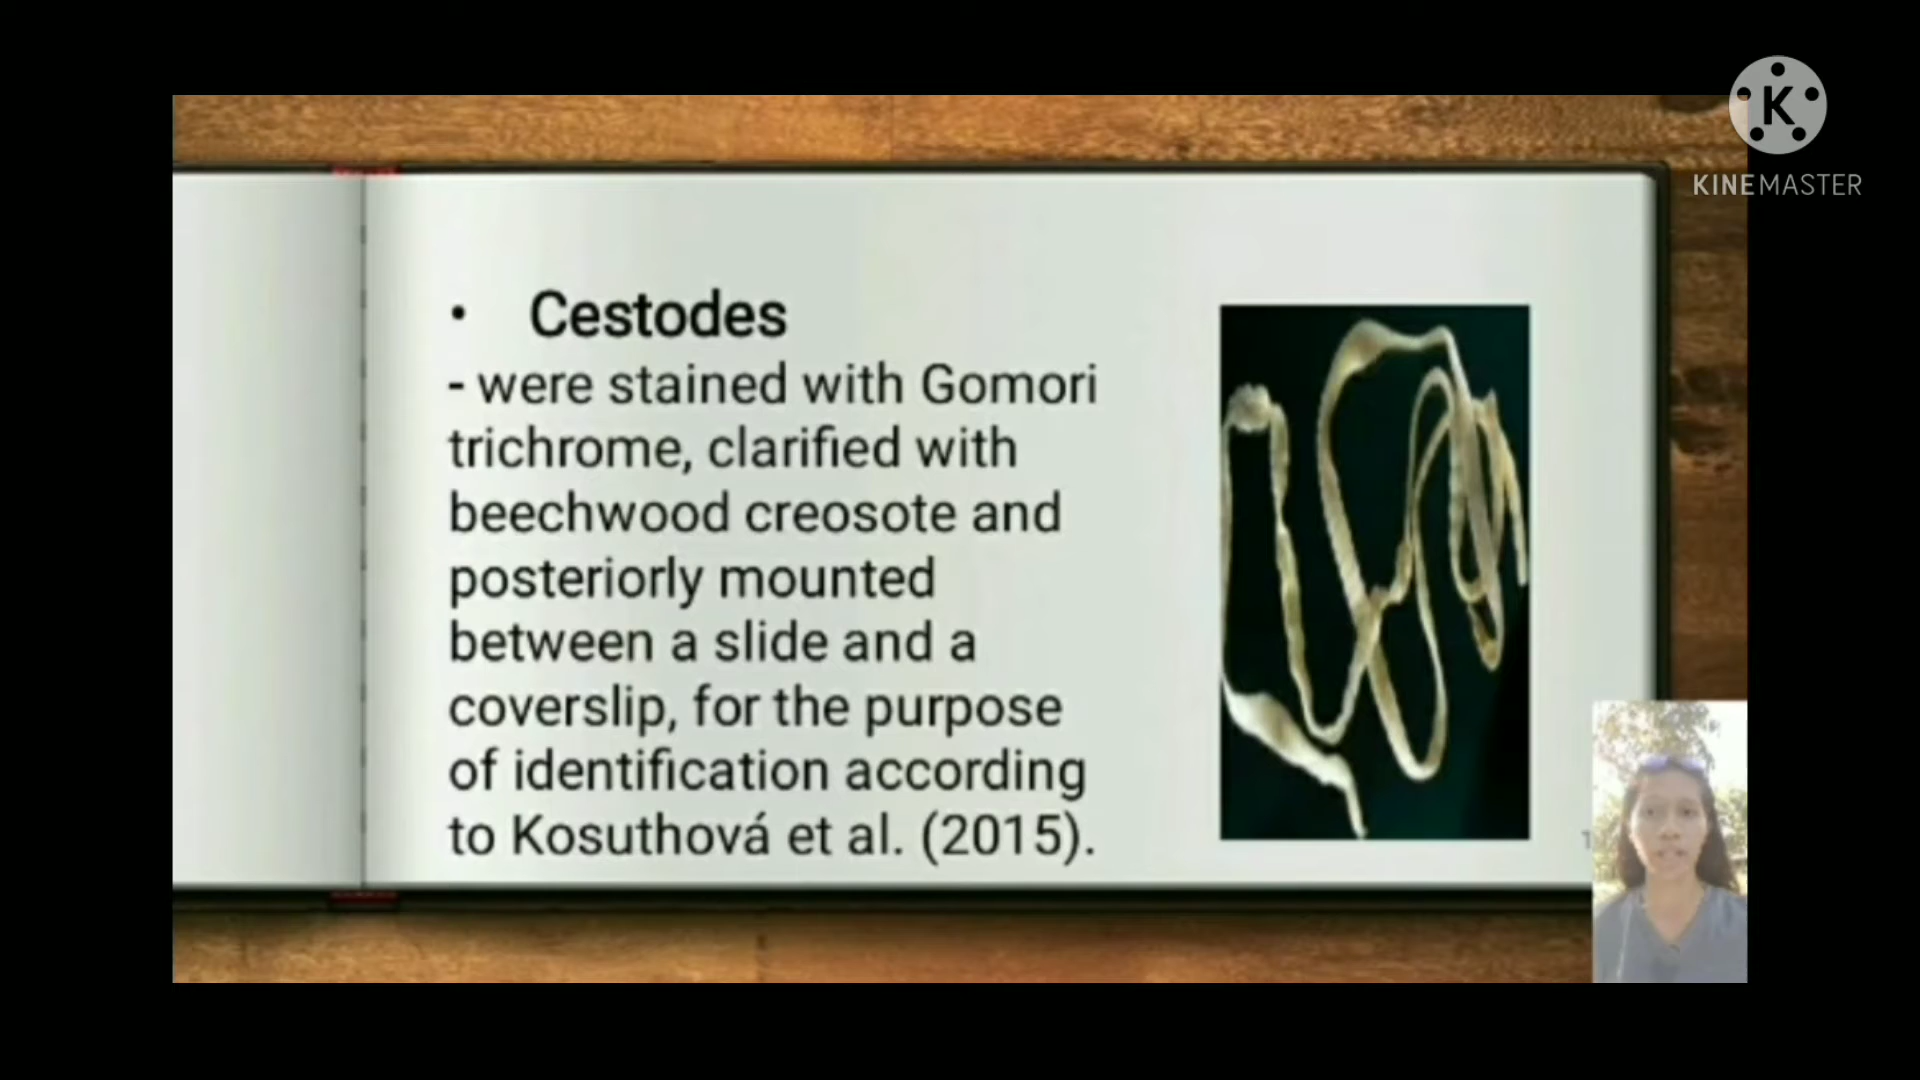 K
KINEMASTER
• Cestodes
- were stained with Gomori
trichrome, clarified with
beechwood creosote and
posteriorly mounted
between a slide and a
coverslip, for the purpose
of identification according
to Kosuthová et al. (2015).